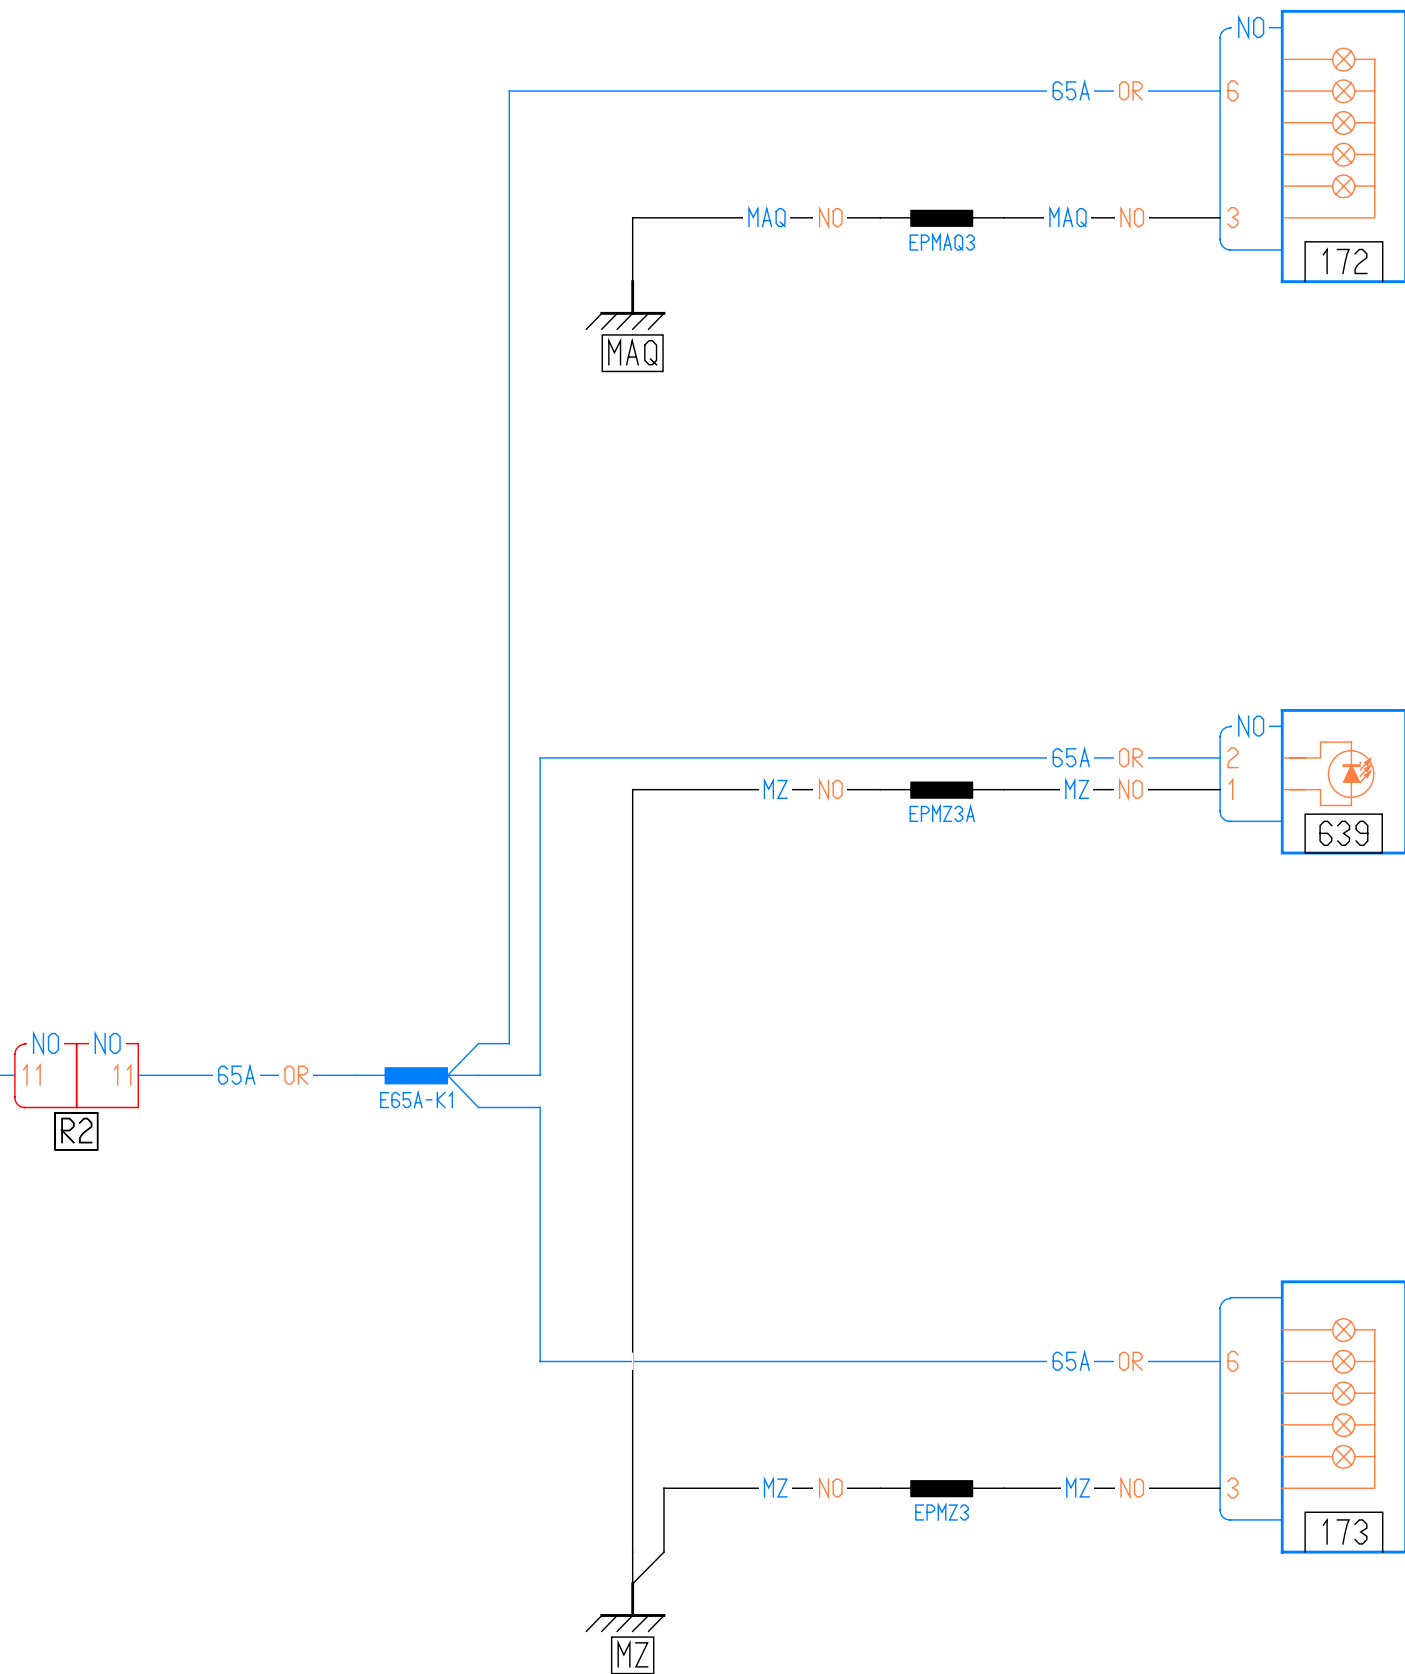 NO
65A OR 6
MAQ NO MAQ NO 3
EPMAQ3
172
MAQ
NO
65A OR 2
MZ NO MZ NO 1
EPMZ3A
639
NO NO
11 11 65A OR
E65A-K1
R2
65A OR 6
MZ NO MZ NO 3
EPMZ3
173
MZ